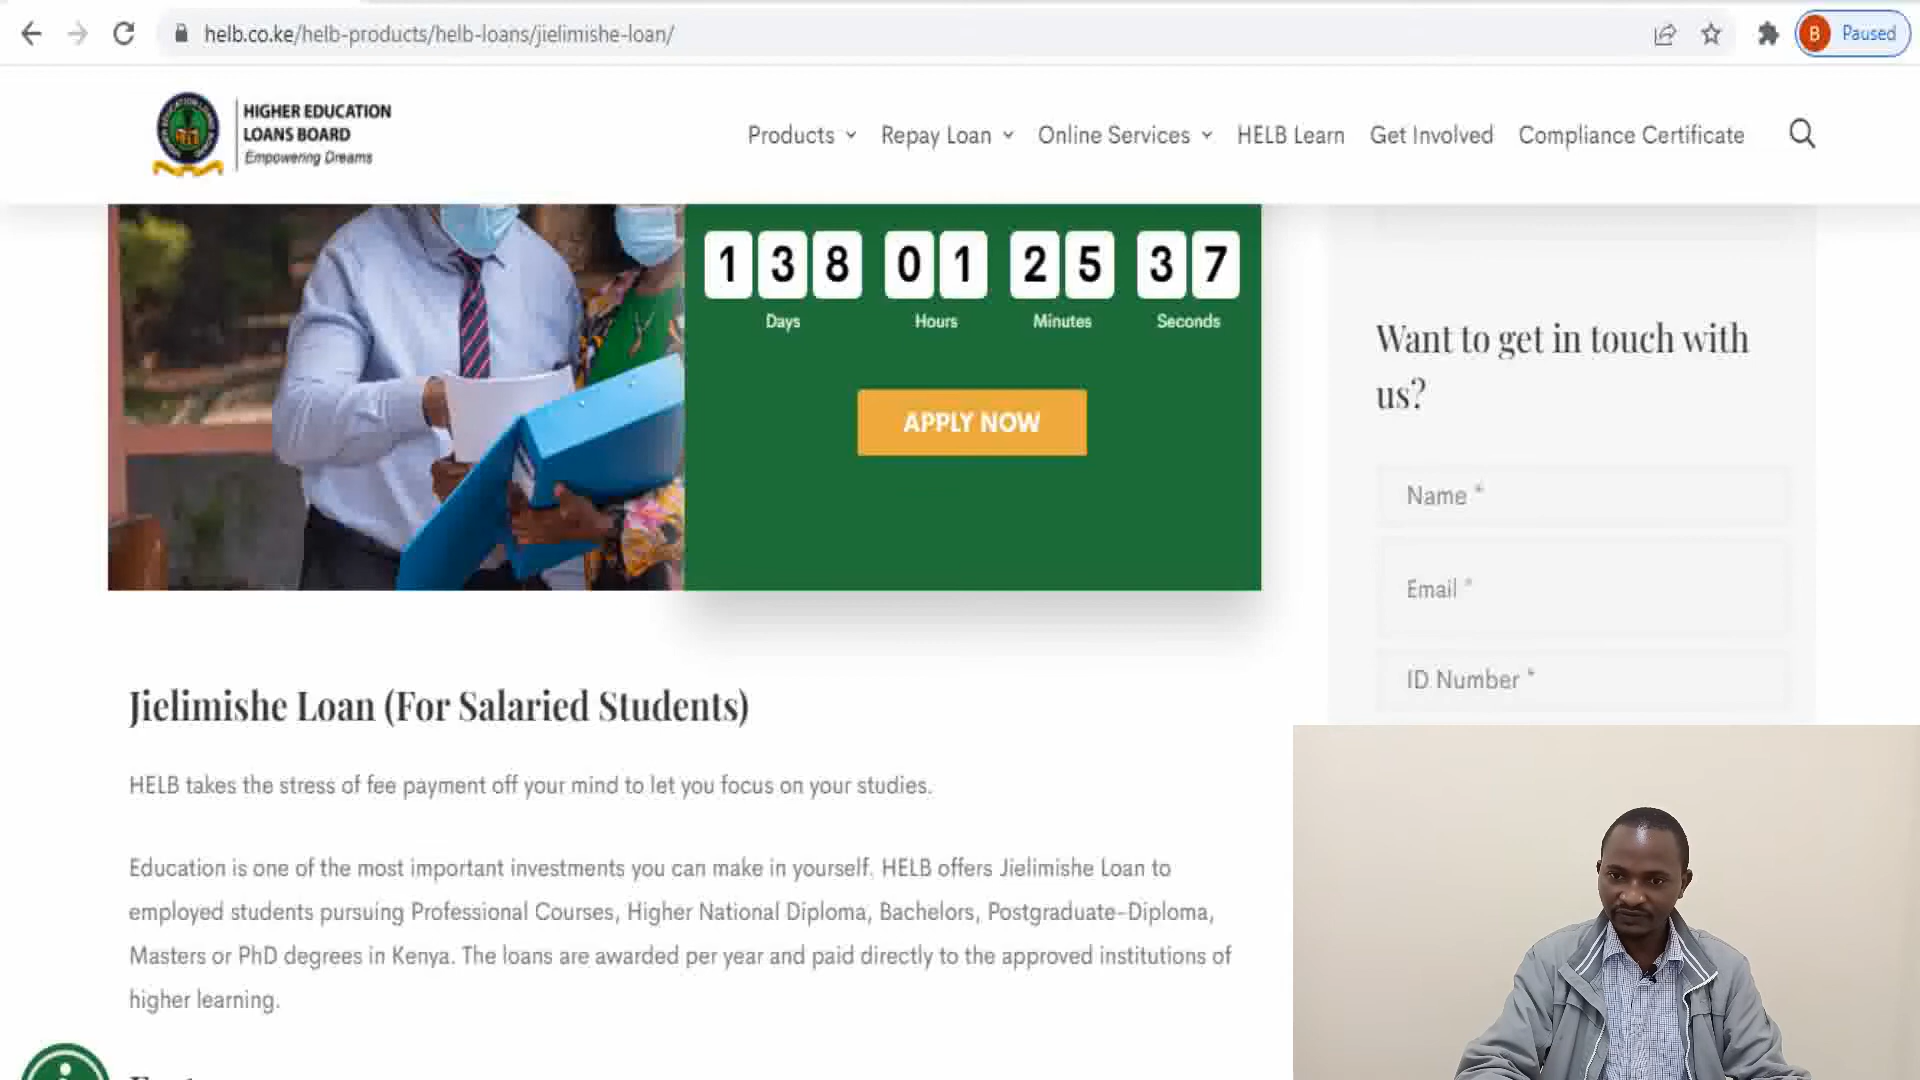 helb.co.ke/helb-products/helb-loans/jielimishe-loan/
B Paused
HIGHER EDUCATION
LOANS BOARD
Empowering Dreams
Products Repay Loan Online Services HELB Learn Get Involved Compliance Certificate
1 3 8 0 1 2 5 3 7
Days Hours Minutes Seconds
APPLY NOW
Want to get in touch with
us?
Name *
Email *
ID Number *
Jielimishe Loan (For Salaried Students)
HELB takes the stress of fee payment off your mind to let you focus on your studies.
Education is one of the most important investments you can make in yourself. HELB offers Jielimishe Loan to
employed students pursuing Professional Courses, Higher National Diploma, Bachelors, Postgraduate-Diploma,
Masters or PhD degrees in Kenya. The loans are awarded per year and paid directly to the approved institutions of
higher learning.